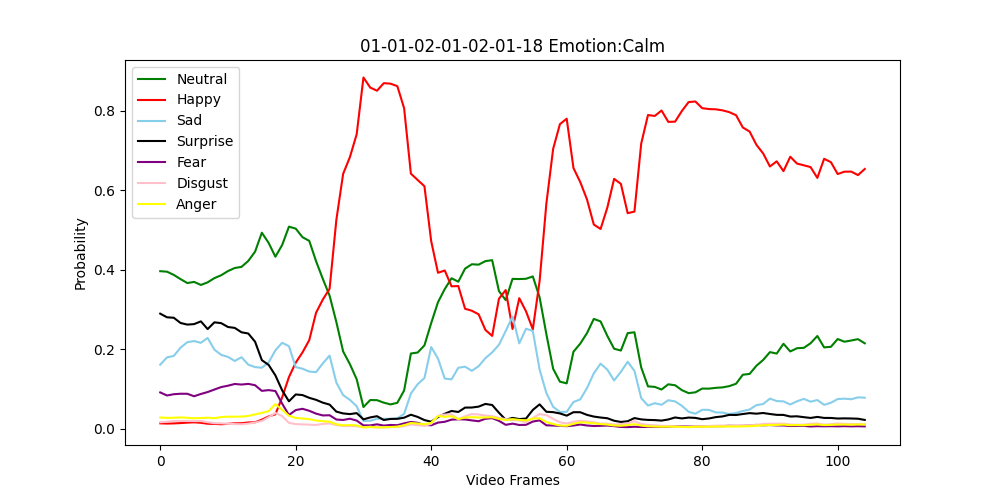 01-01-02-01-02-01-18 Emotion:Calm
Neutral
Happy
Sad
Surprise
Fear
Disgust
Anger
Probability
0.8
0.6
0.4
0.2
0.0
0 20 40 60 80 100
Video Frames